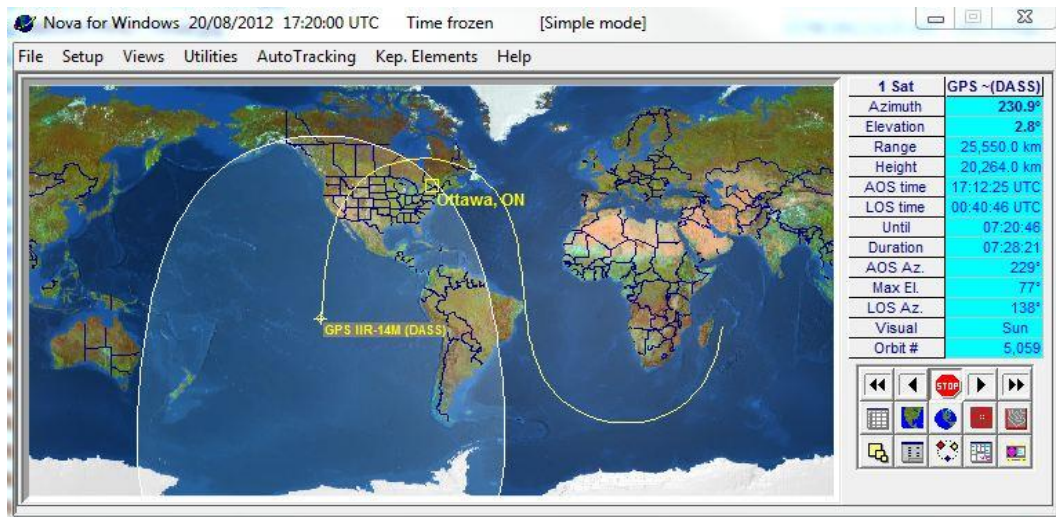 Nova for Windows 20/08/2012 17:20:00 UTC Time frozen [Simple mode]
File Setup Views Utilities AutoTracking Kep. Elements Help
Ottawa, ON
GPS IIR-14M (DASS)
1 Sat GPS ~(DASS)
Azimuth 230.9°
Elevation 2.8°
Range 25,550.0 km
Height 20,264.0 km
AOS time 17:12:25 UTC
LOS time 00:40:46 UTC
Until 07:20:46
Duration 07:28:21
AOS Az. 229°
Max El. 77°
LOS Az. 138°
Visual Sun
Orbit # 5,059
STOP